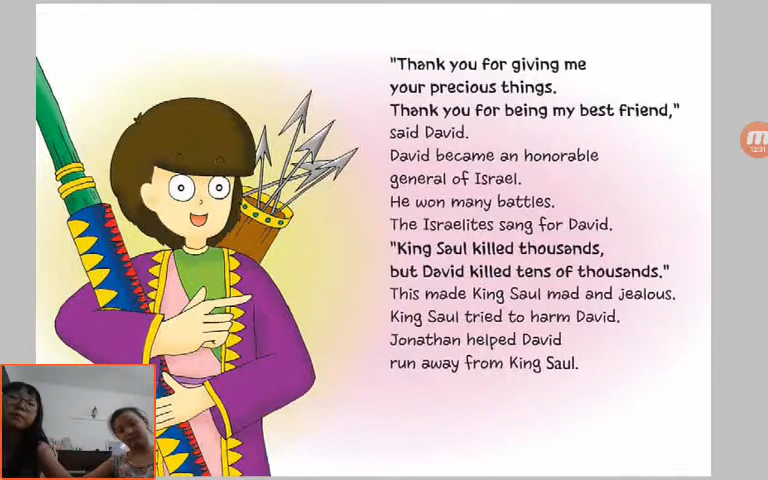 "Thank you for giving me
your precious things.
Thank you for being my best friend,"
said David.
David became an honorable
general of Israel.
He won many battles.
The Israelites sang for David.
"King Saul killed thousands,
but David killed tens of thousands."
This made King Saul mad and jealous.
King Saul tried to harm David.
Jonathan helped David
run away from King Saul.
12:31